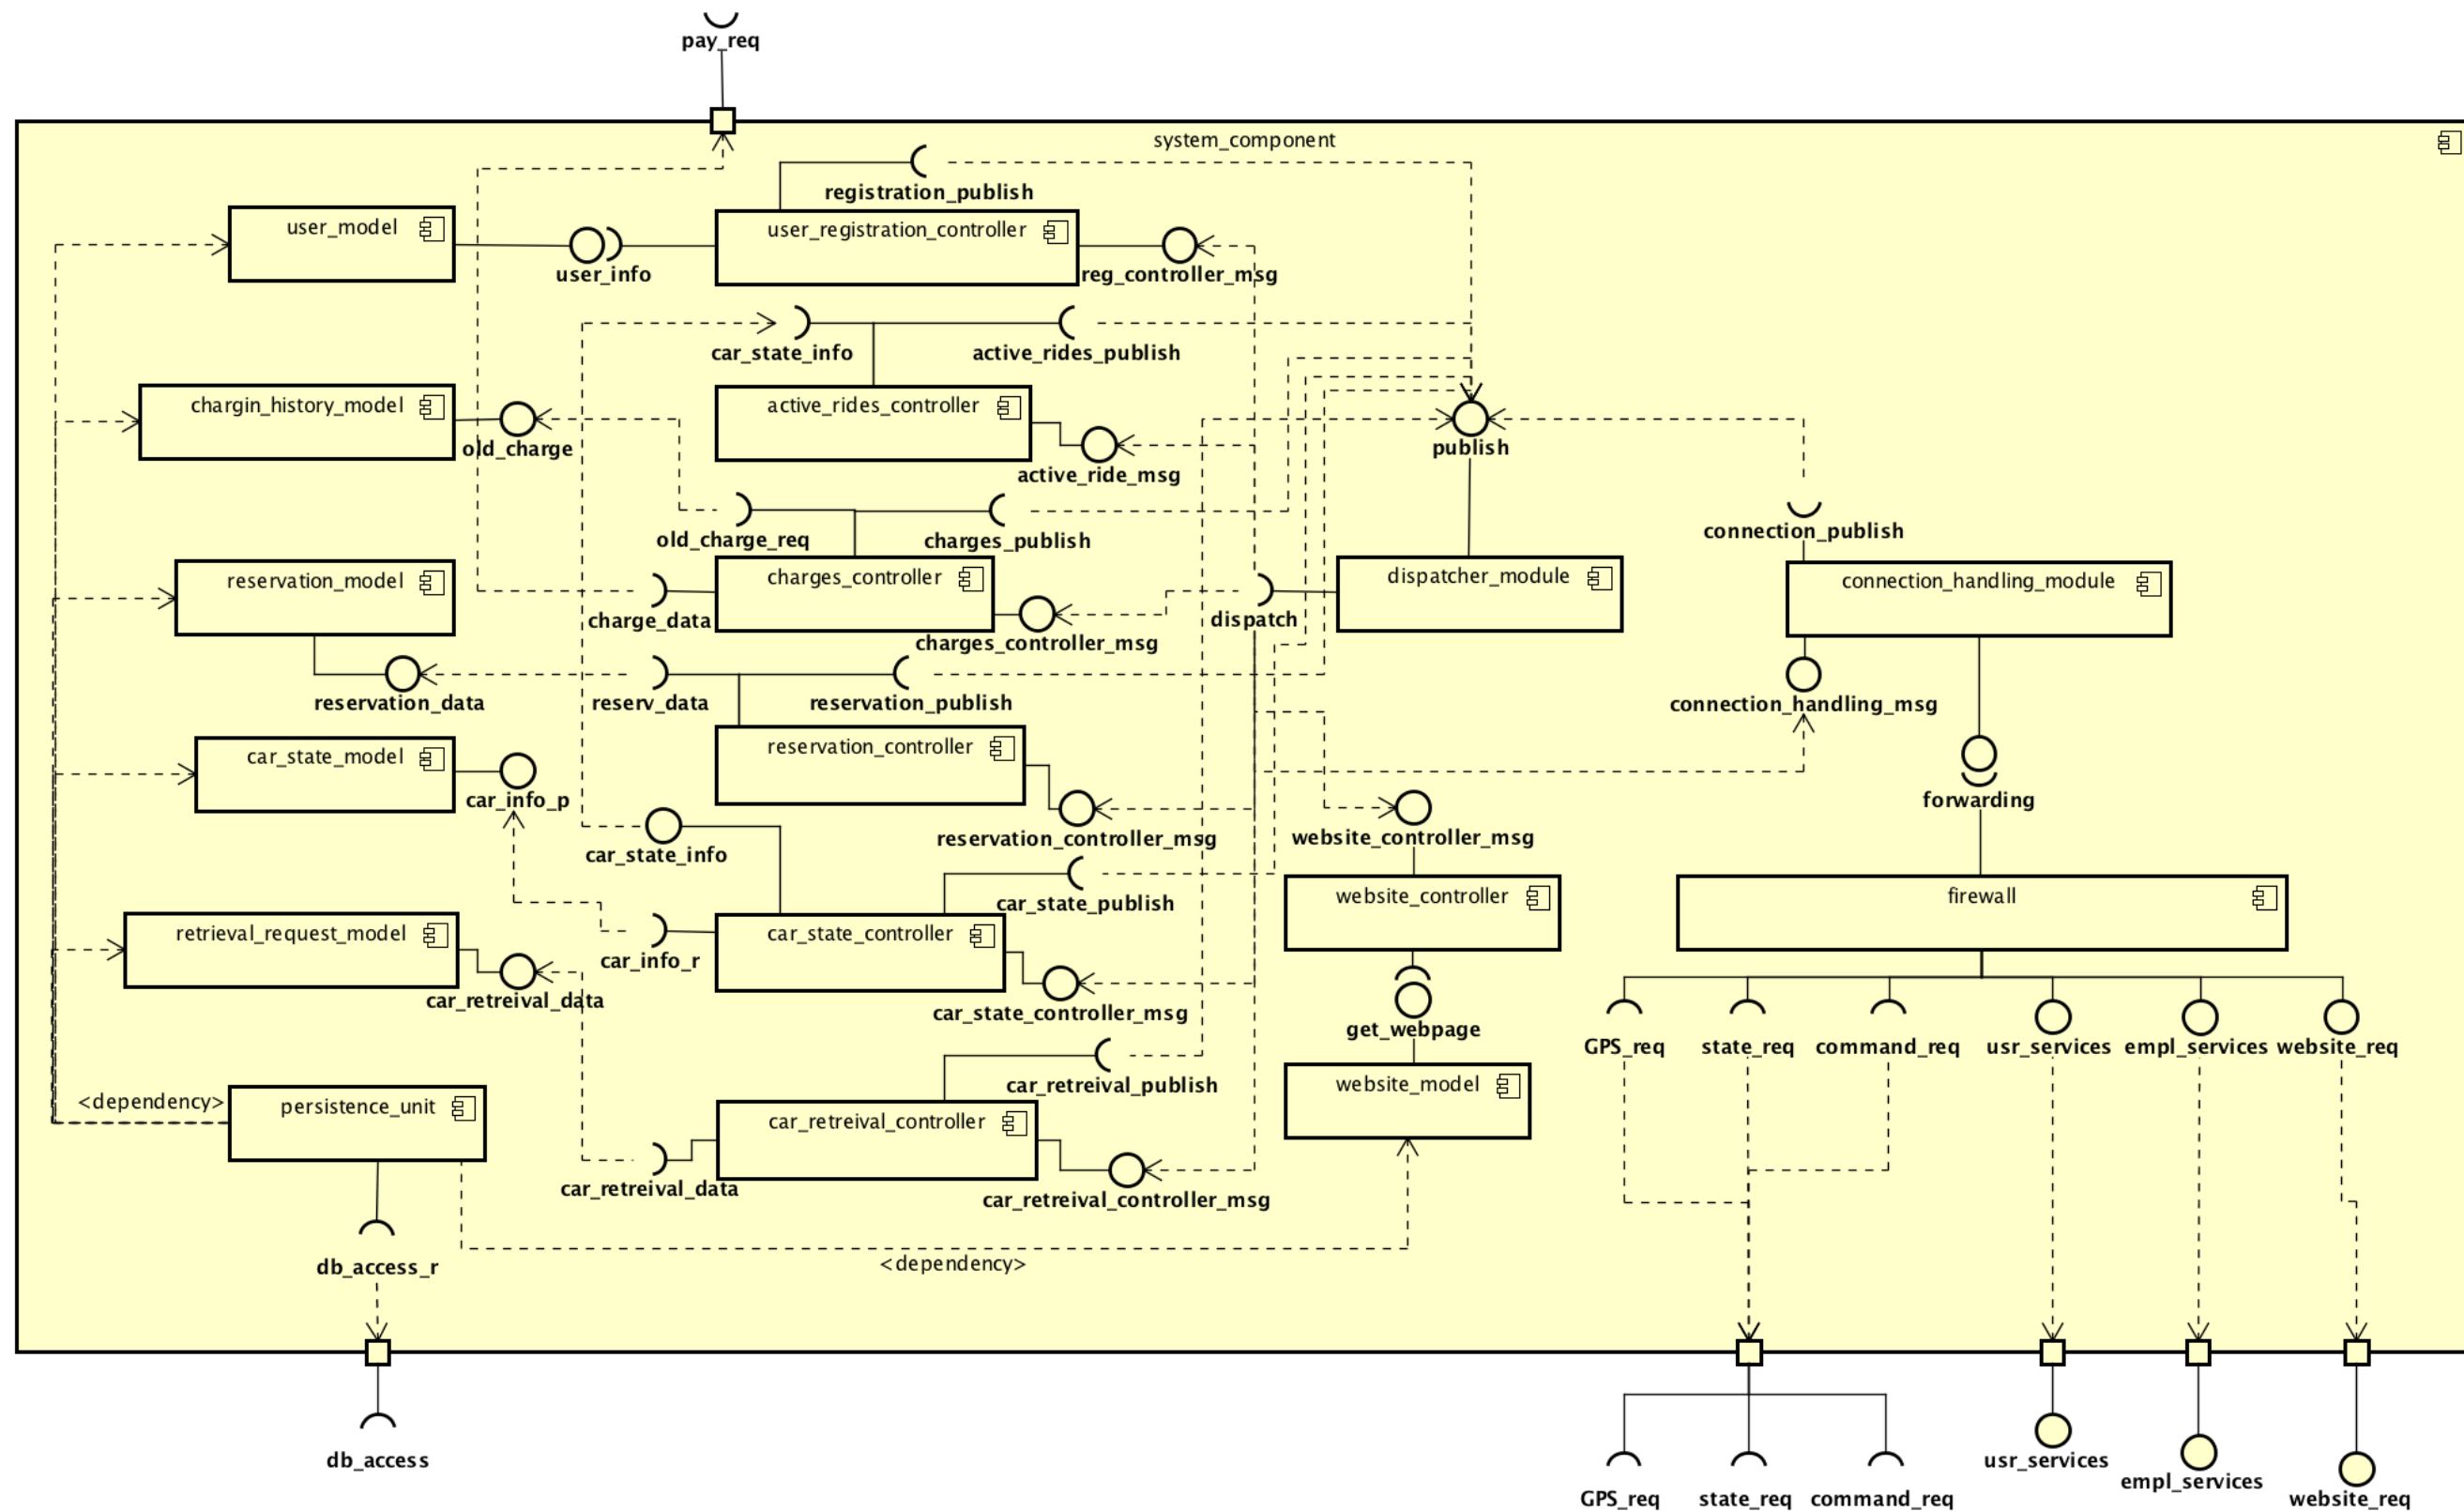 pay_req
system_component
registration_publish
user_model
user_registration_controller
user_info
reg_controller_msg
car_state_info
active_rides_publish
chargin_history_model
active_rides_controller
old_charge
publish
active_ride_msg
old_charge_req
charges_publish
connection_publish
reservation_model
charges_controller
dispatcher_module
connection_handling_module
charge_data
dispatch
charges_controller_msg
reservation_data
reserv_data
reservation_publish
connection_handling_msg
car_state_model
reservation_controller
car_info_p
forwarding
reservation_controller_msg
website_controller_msg
car_state_info
car_state_publish
website_controller
firewall
retrieval_request_model
car_state_controller
car_info_r
car_retreival_data
car_state_controller_msg
get_webpage
GPS_req
state_req
command_req
usr_services
empl_services
website_req
car_retreival_publish
website_model
<dependency>
persistence_unit
car_retreival_controller
car_retreival_data
car_retreival_controller_msg
db_access_r
<dependency>
db_access
usr_services
empl_services
GPS_req
state_req
command_req
website_req